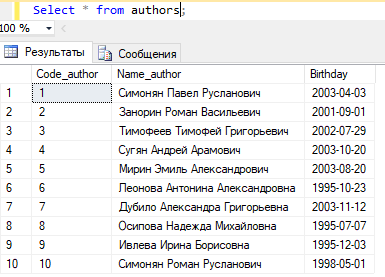 Select * from authors;
100 %
Результаты Сообщения
Code_author Name_author Birthday
1 1 Симонян Павел Русланович 2003-04-03
2 2 Занорин Роман Васильевич 2001-09-01
3 3 Тимофеев Тимофей Григорьевич 2002-07-29
4 4 Сугян Андрей Арамович 2003-10-20
5 5 Мирин Эмиль Александрович 2003-08-20
6 6 Леонова Антонина Александровна 1995-10-23
7 7 Дубило Александра Григорьевна 2003-11-12
8 8 Осипова Надежда Михайловна 1995-07-07
9 9 Ивлева Ирина Борисовна 1995-12-03
10 10 Симонян Роман Русланович 1998-05-01